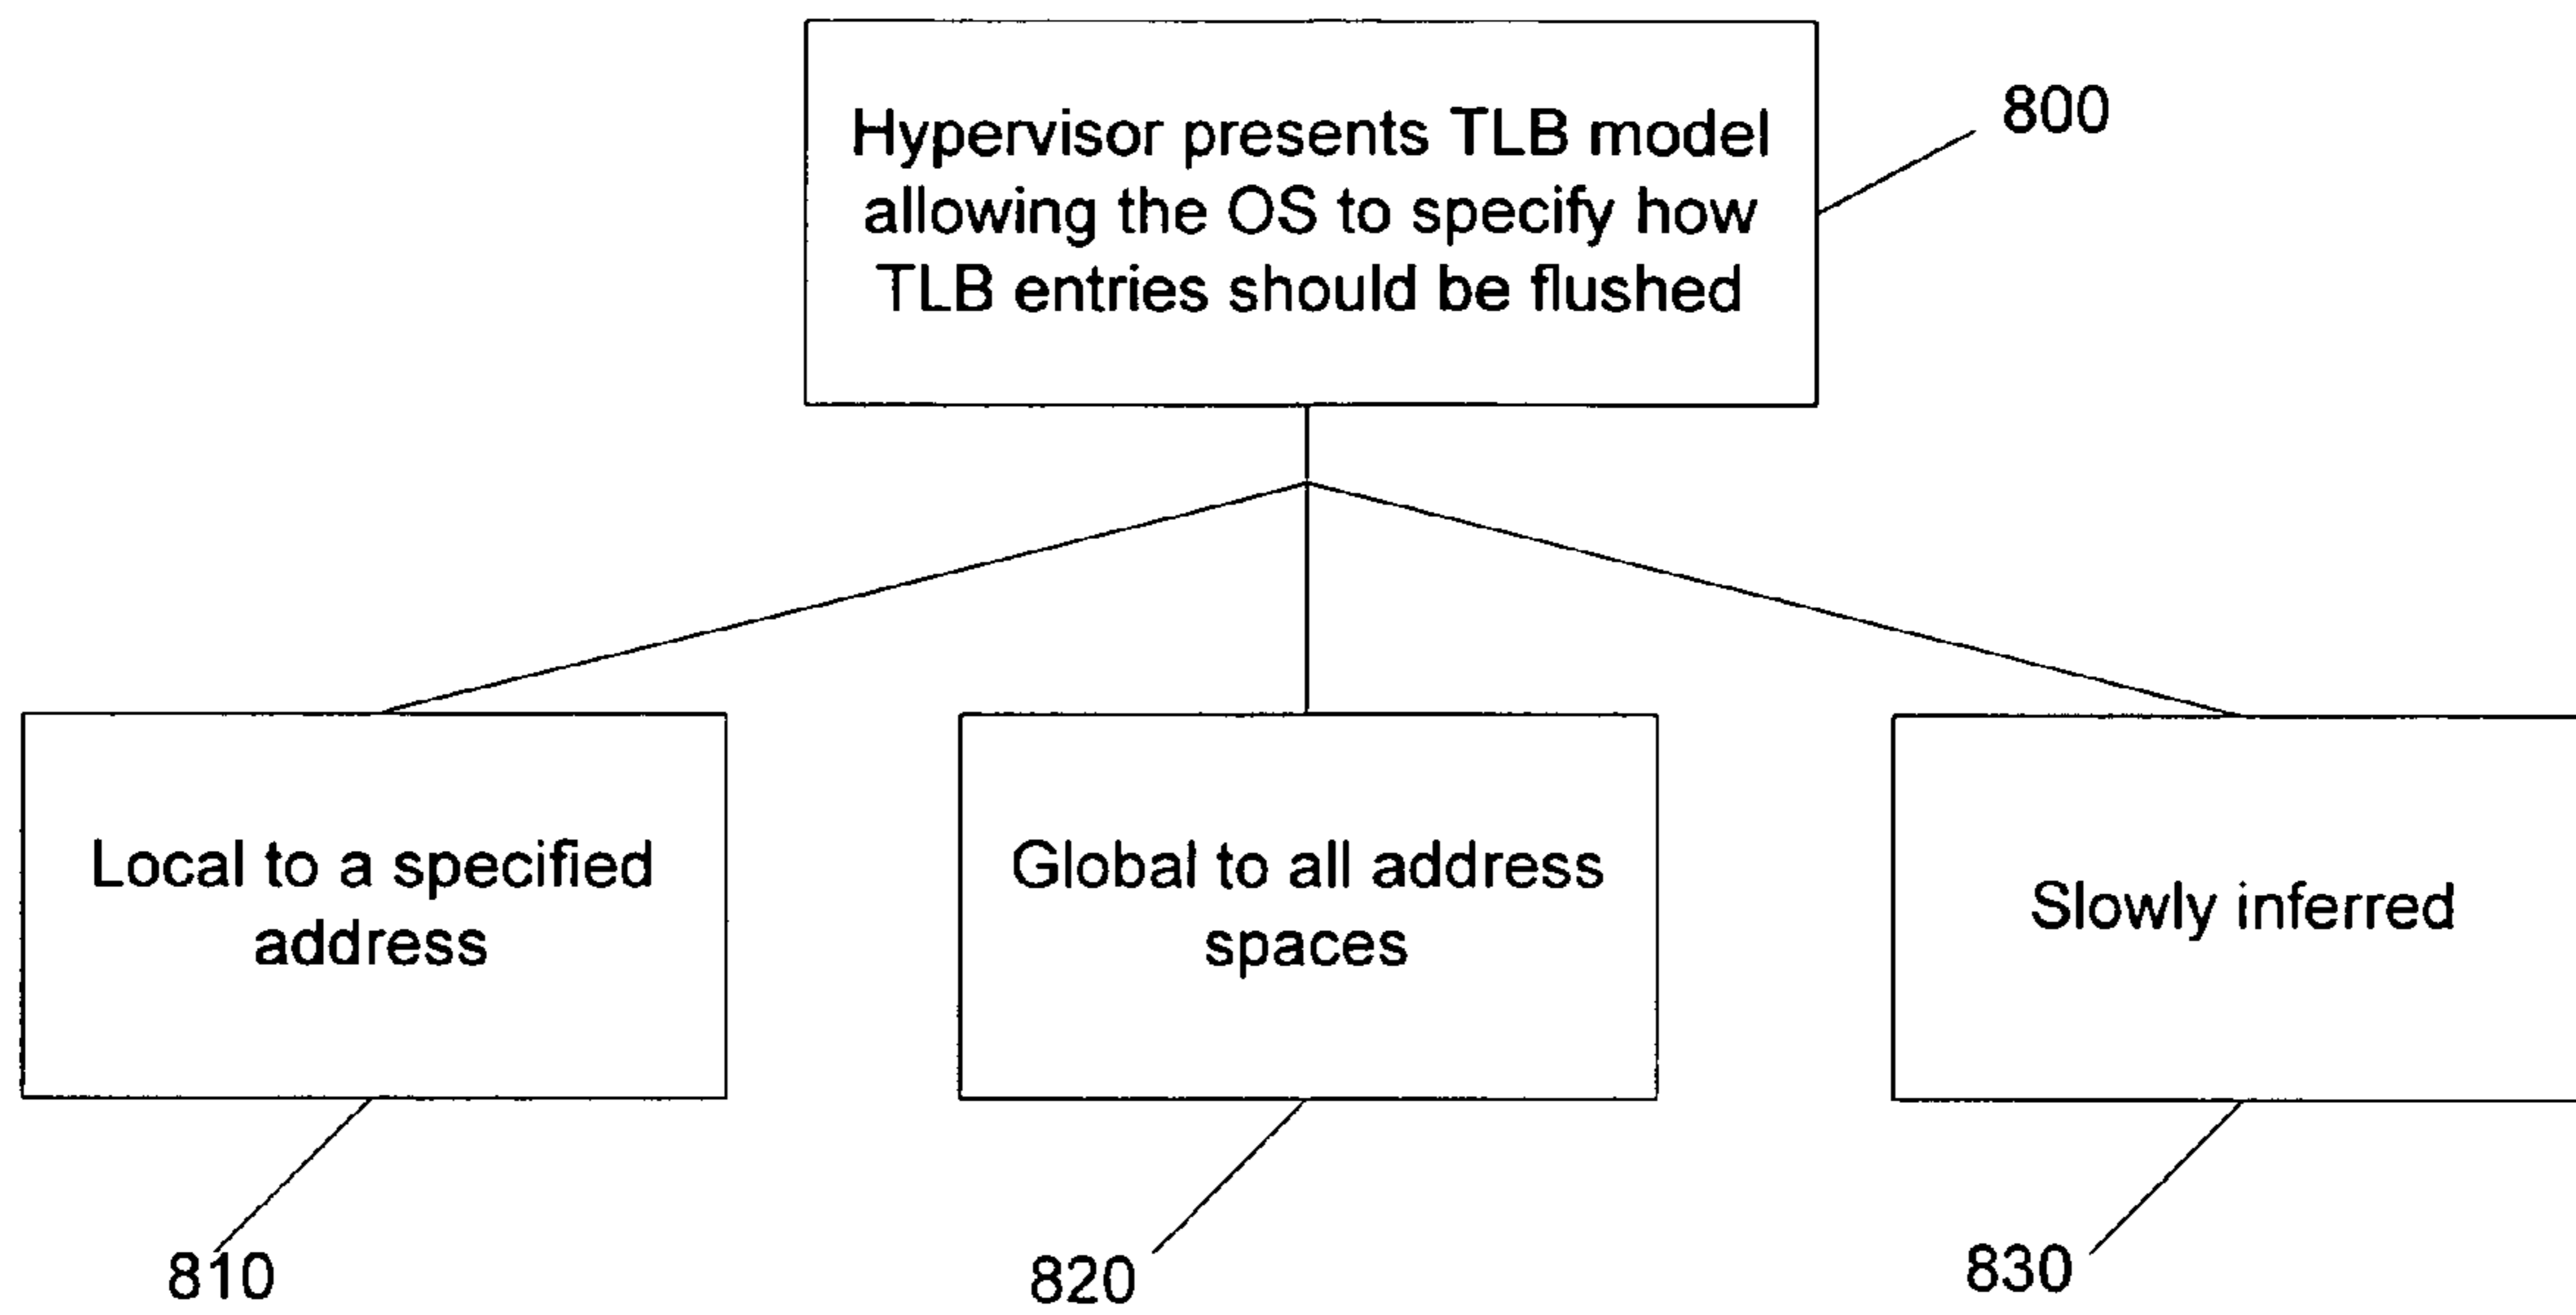 Hypervisor presents TLB model
allowing the OS to specify how
TLB entries should be flushed
800
Local to a specified
address
Global to all address
spaces
Slowly inferred
810
820
830